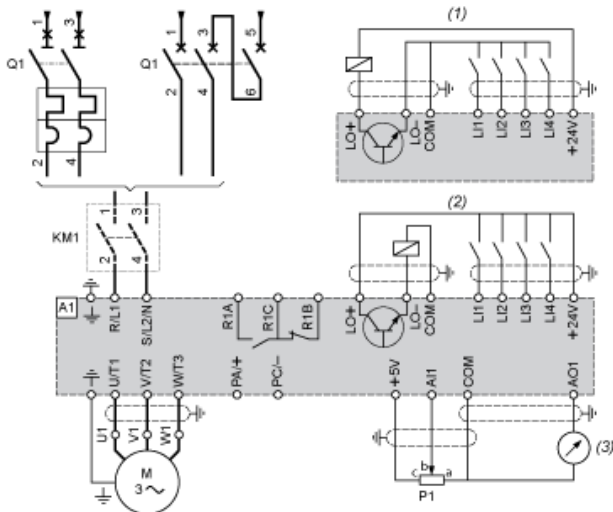 1 3 3 5 (1)
Q1 Q1
2 4 6
2 4
LO+ LO- COM LI1 LI2 LI3 LI4 +24V
(2)
1 3
KM1
2 4
A1
R/L1 S/L2/N R1A R1C R1B LO+ LO- COM LI1 LI2 LI3 LI4 +24V
U/T1 V/T2 W/T3 PA/+ PC/– +5V AI1 COM AO1
U1 V1 W1
(3)
M
3~
c b a
P1